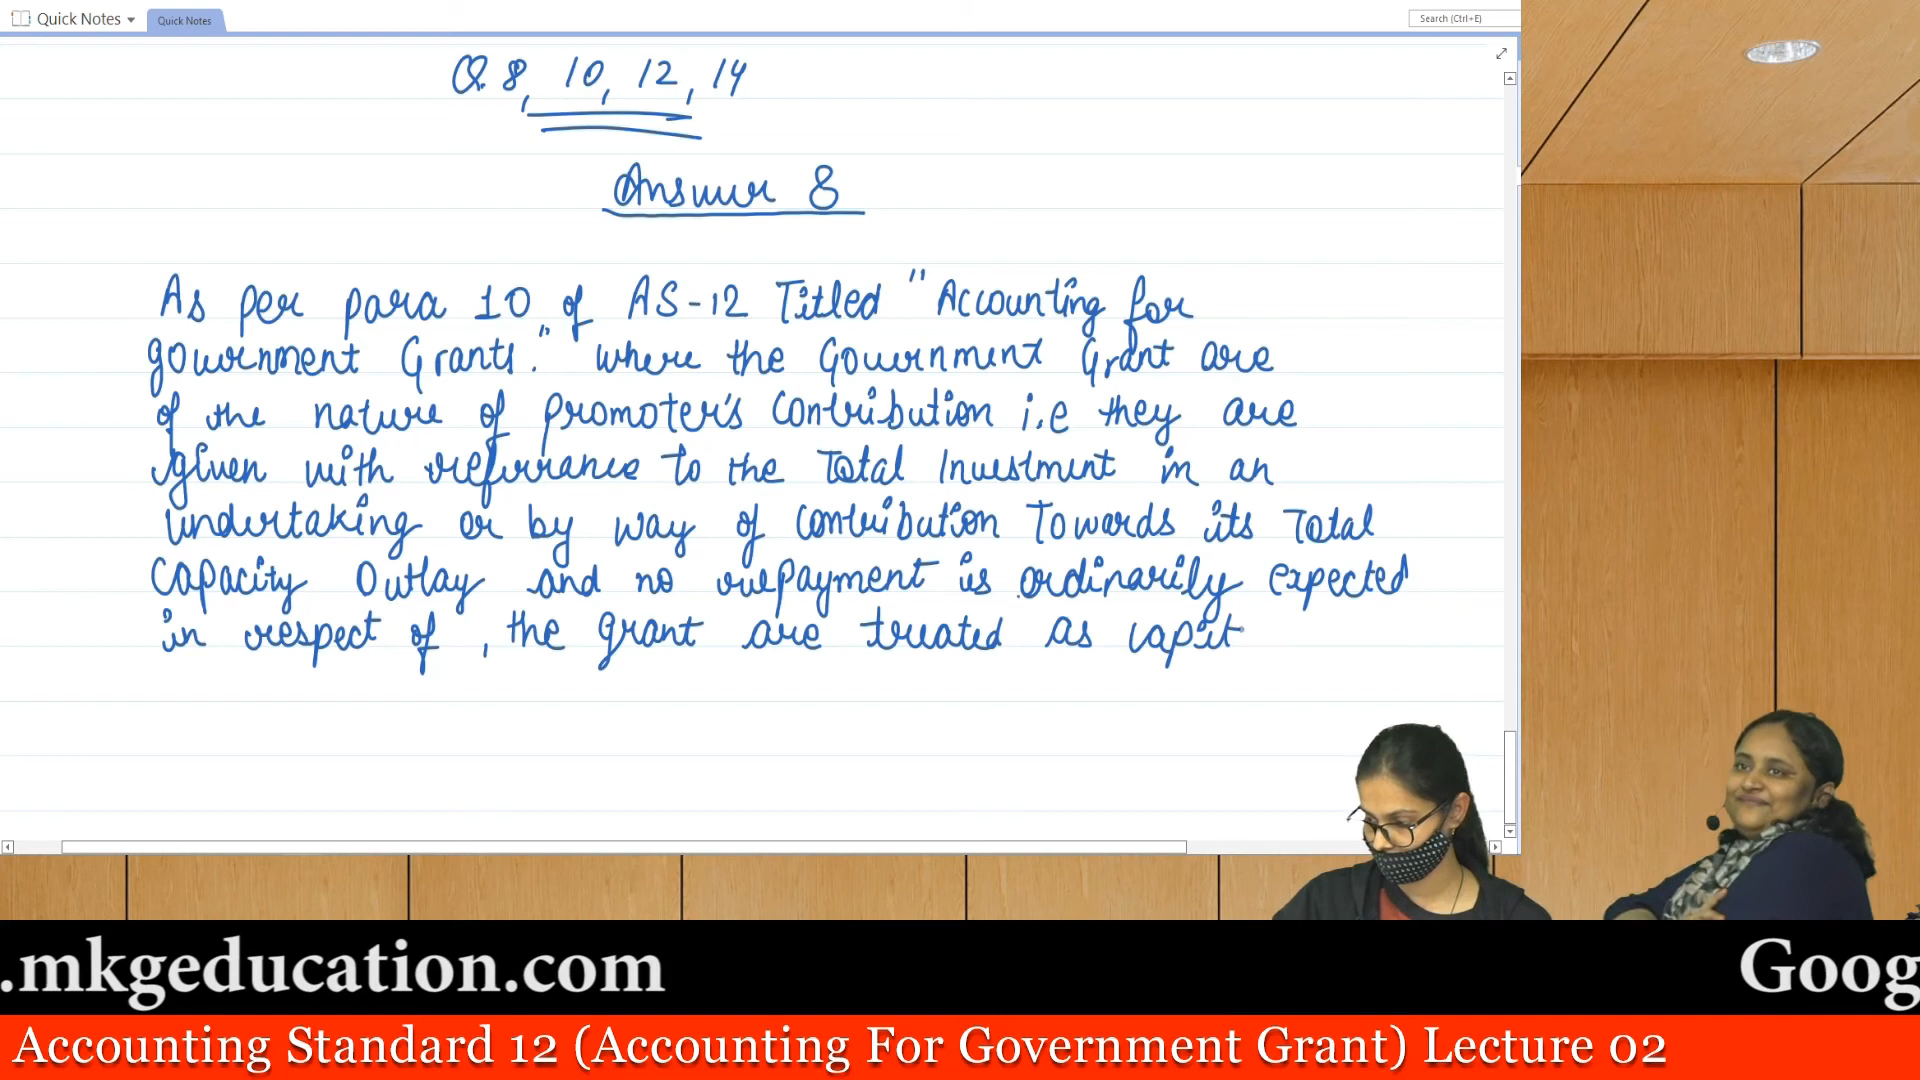 Quick Notes
Quick Notes
Search (Ctrl+E)
Q. 8, 10, 12, 14
Answer 8
As per para 10 of AS-12 Titled "Accounting for
government Grants." where the Government Grant are
of the nature of promoter's contribution i.e they are
given with referrance to the Total Investment in an
undertaking or by way of contribution Towards its Total
Capacity Outlay and no repayment is ordinarily expected
in respect of, the grant are treated as capit
.mkgeducation.com
Goog
Accounting Standard 12 (Accounting For Government Grant) Lecture 02